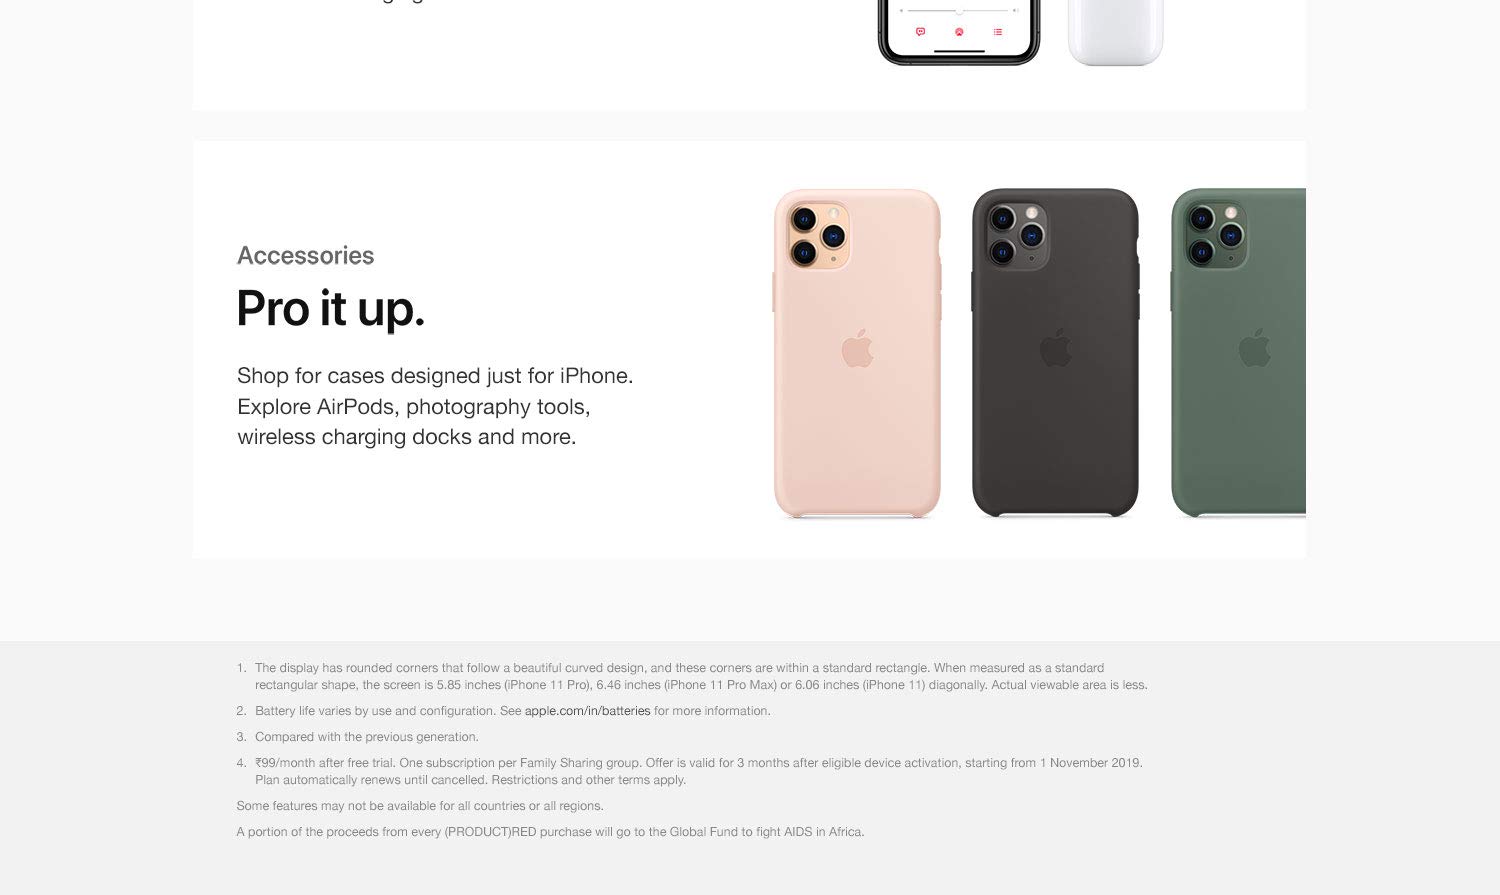 Accessories
Pro it up.
Shop for cases designed just for iPhone.
Explore AirPods, photography tools,
wireless charging docks and more.
1. The display has rounded corners that follow a beautiful curved design, and these corners are within a standard rectangle. When measured as a standard
rectangular shape, the screen is 5.85 inches (iPhone 11 Pro), 6.46 inches (iPhone 11 Pro Max) or 6.06 inches (iPhone 11) diagonally. Actual viewable area is less.
2. Battery life varies by use and configuration. See apple.com/in/batteries for more information.
3. Compared with the previous generation.
4. ₹99/month after free trial. One subscription per Family Sharing group. Offer is valid for 3 months after eligible device activation, starting from 1 November 2019.
Plan automatically renews until cancelled. Restrictions and other terms apply.
Some features may not be available for all countries or all regions.
A portion of the proceeds from every (PRODUCT)RED purchase will go to the Global Fund to fight AIDS in Africa.